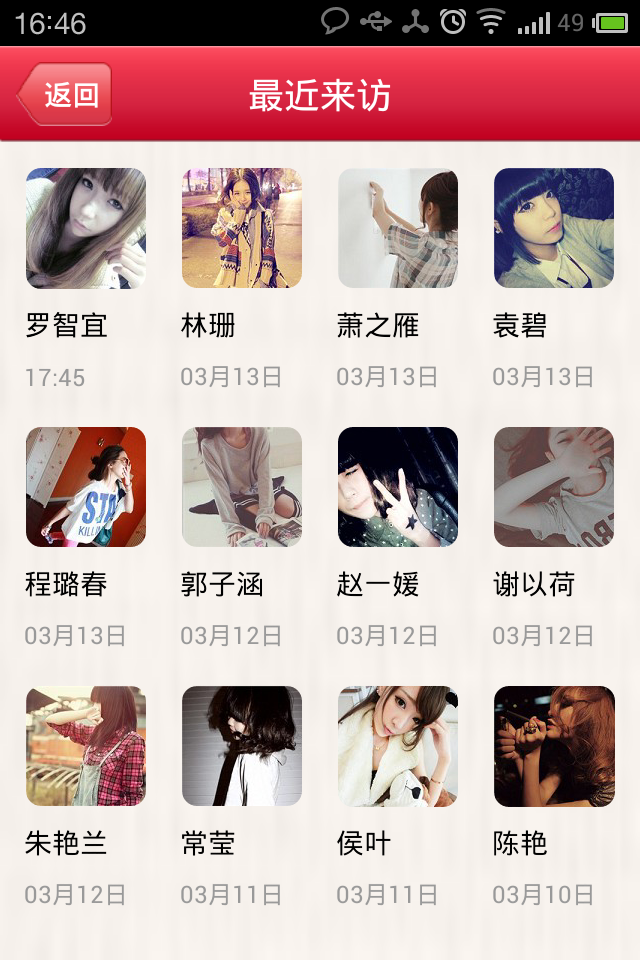 16:46 49
返回 最近来访
罗智宜 林珊 萧之雁 袁碧
17:45 03月13日 03月13日 03月13日
STA
KILL
程璐春 郭子涵 赵一媛 谢以荷
03月13日 03月12日 03月12日 03月12日
朱艳兰 常莹 侯叶 陈艳
03月12日 03月11日 03月11日 03月10日